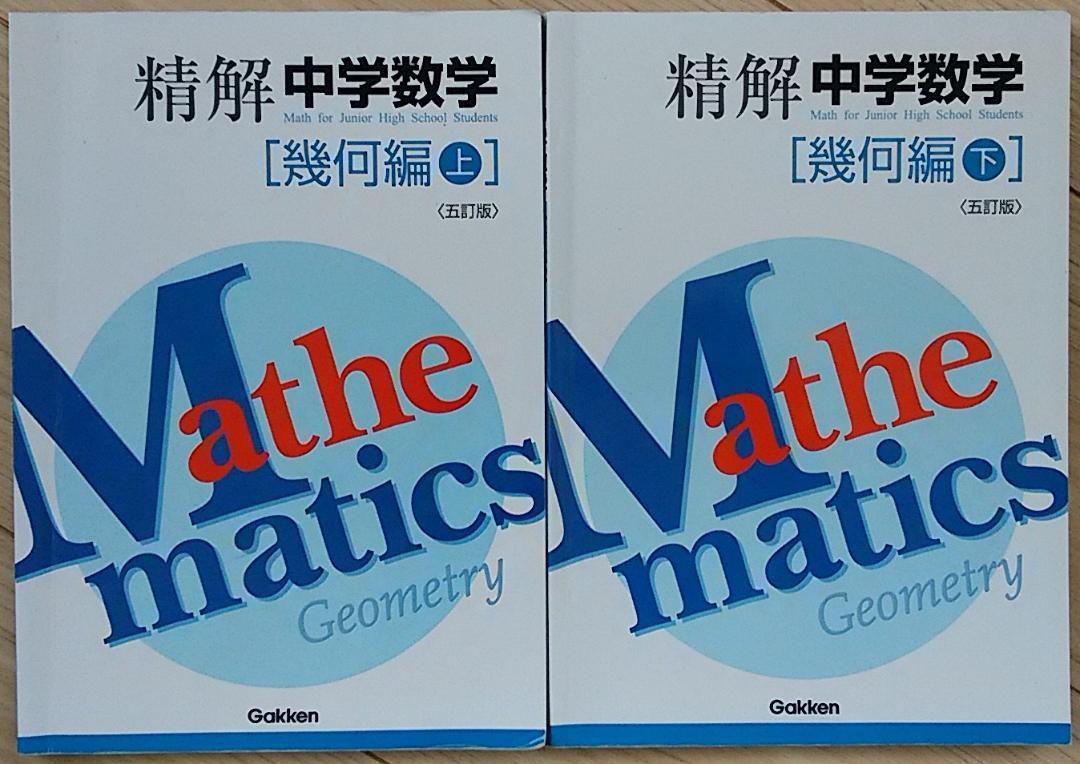 精解 中学数学
Math for Junior High School Students
[幾何編 上]
〈五訂版〉
Mathe
matics
Geometry
Gakken
精解 中学数学
Math for Junior High School Students
[幾何編 下]
〈五訂版〉
Mathe
matics
Geometry
Gakken